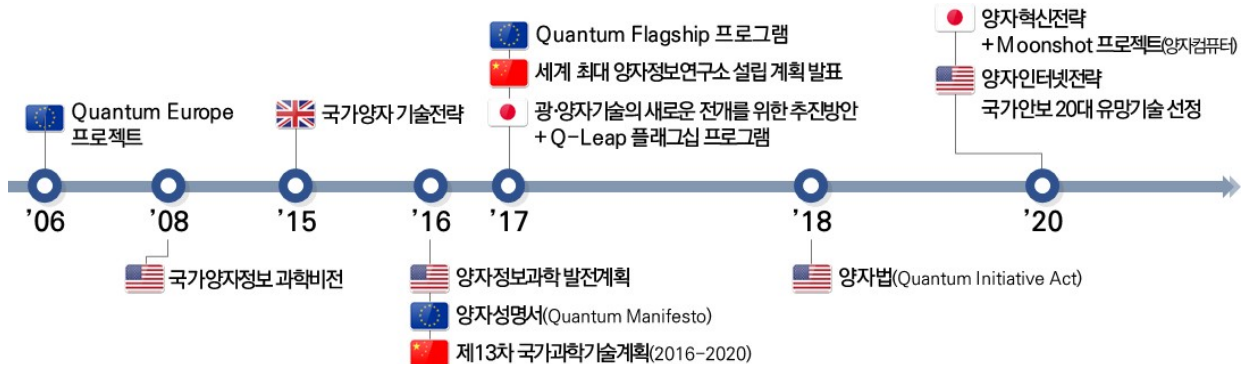 Quantum Europe
프로젝트
'06
'08
국가양자정보 과학비전
국가양자 기술전략
'15
'16
양자정보과학 발전계획
양자성명서(Quantum Manifesto)
제13차 국가과학기술계획(2016-2020)
Quantum Flagship 프로그램
세계 최대 양자정보연구소 설립 계획 발표
광·양자기술의 새로운 전개를 위한 추진방안
+ Q-Leap 플래그십 프로그램
'17
'18
양자법(Quantum Initiative Act)
양자혁신전략
+ Moonshot 프로젝트(양자컴퓨터)
양자인터넷전략
국가안보 20대 유망기술 선정
'20